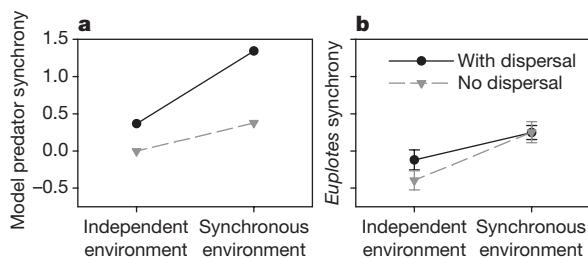 a
Model predator synchrony
1.5
1.0
0.5
0.0
–0.5
Independent
environment
Synchronous
environment
b
Euplotes synchrony
With dispersal
No dispersal
Independent
environment
Synchronous
environment